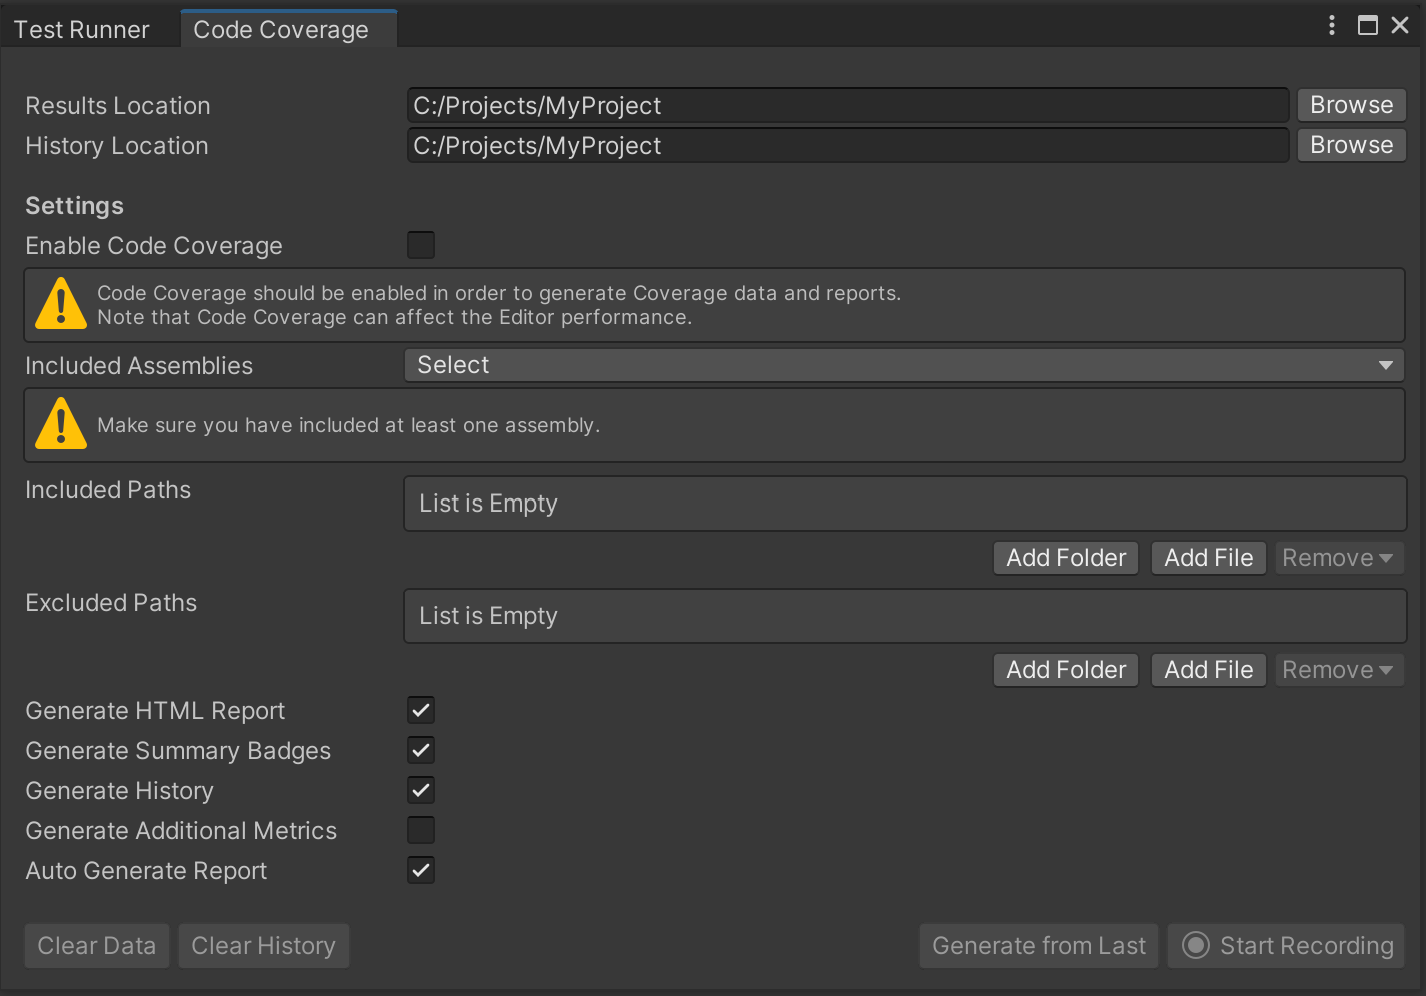 Test Runner
Code Coverage
Results Location
C:/Projects/MyProject
Browse
History Location
C:/Projects/MyProject
Browse
Settings
Enable Code Coverage
Code Coverage should be enabled in order to generate Coverage data and reports.
Note that Code Coverage can affect the Editor performance.
Included Assemblies
Select
Make sure you have included at least one assembly.
Included Paths
List is Empty
Add Folder
Add File
Remove
Excluded Paths
List is Empty
Add Folder
Add File
Remove
Generate HTML Report
Generate Summary Badges
Generate History
Generate Additional Metrics
Auto Generate Report
Clear Data
Clear History
Generate from Last
Start Recording